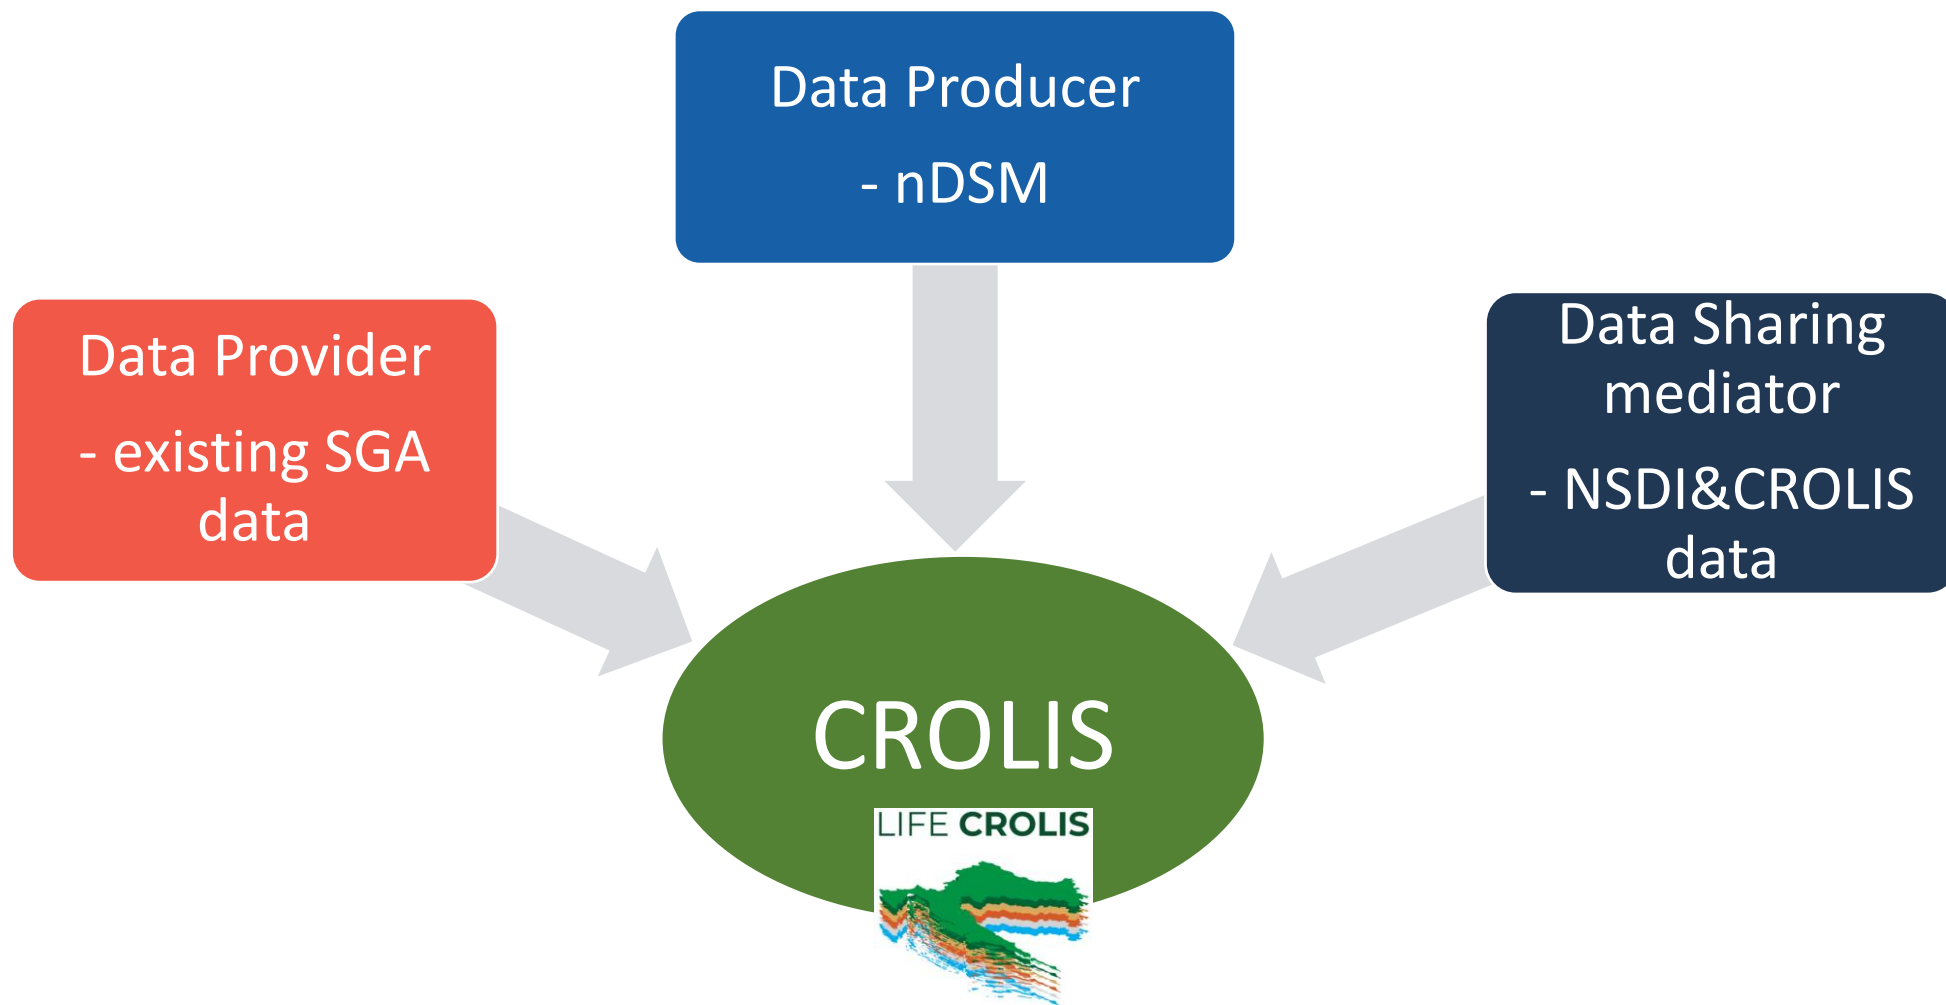 Data Producer
- nDSM
Data Provider
- existing SGA
data
Data Sharing
mediator
- NSDI&CROLIS
data
CROLIS
LIFE CROLIS